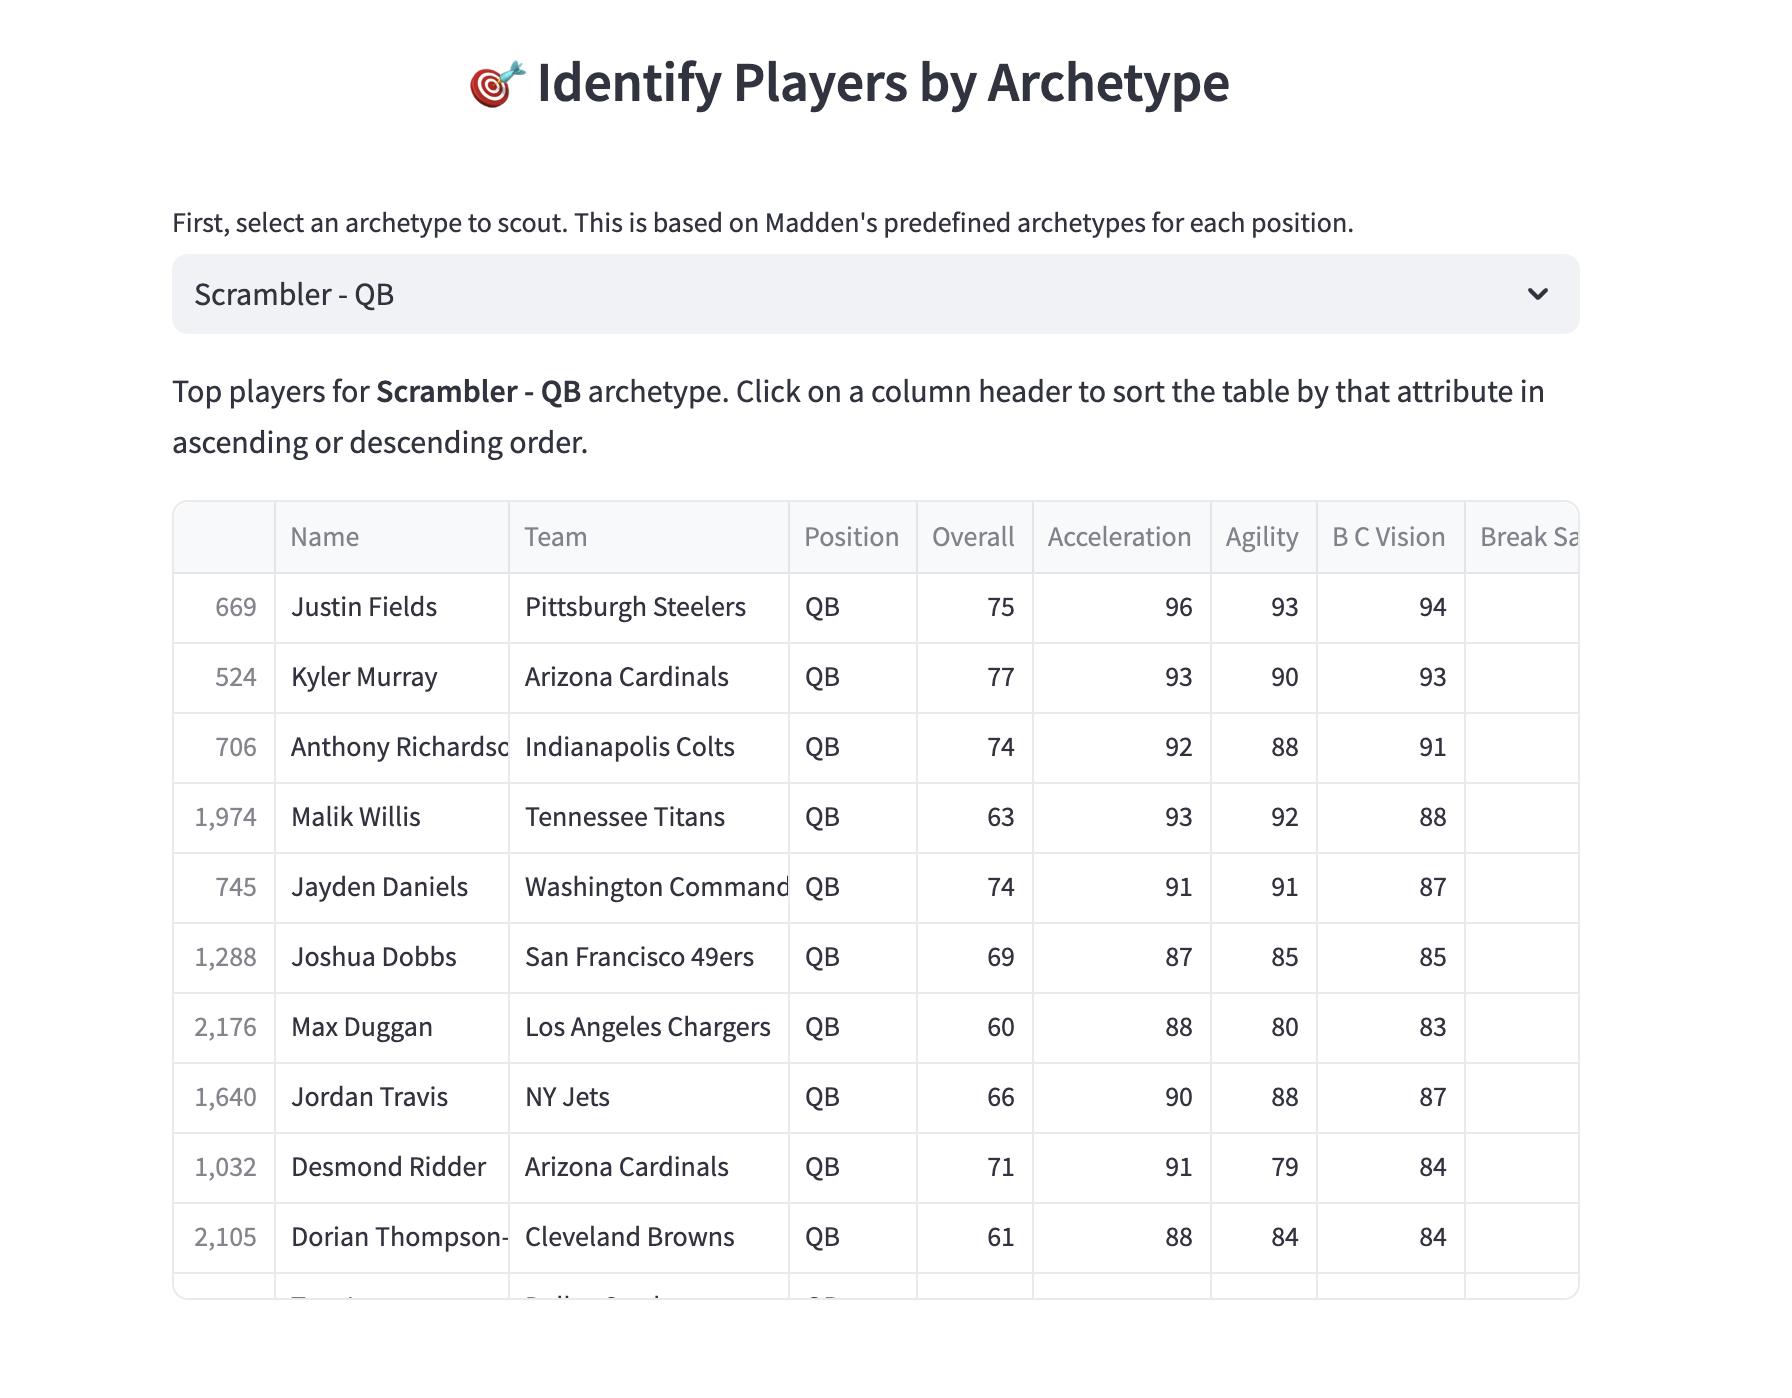 🎯 Identify Players by Archetype
First, select an archetype to scout. This is based on Madden's predefined archetypes for each position.
Scrambler - QB
Top players for Scrambler - QB archetype. Click on a column header to sort the table by that attribute in
ascending or descending order.
Name Team Position Overall Acceleration Agility B C Vision Break Sa
669 Justin Fields Pittsburgh Steelers QB 75 96 93 94
524 Kyler Murray Arizona Cardinals QB 77 93 90 93
706 Anthony Richardso Indianapolis Colts QB 74 92 88 91
1,974 Malik Willis Tennessee Titans QB 63 93 92 88
745 Jayden Daniels Washington Command QB 74 91 91 87
1,288 Joshua Dobbs San Francisco 49ers QB 69 87 85 85
2,176 Max Duggan Los Angeles Chargers QB 60 88 80 83
1,640 Jordan Travis NY Jets QB 66 90 88 87
1,032 Desmond Ridder Arizona Cardinals QB 71 91 79 84
2,105 Dorian Thompson- Cleveland Browns QB 61 88 84 84